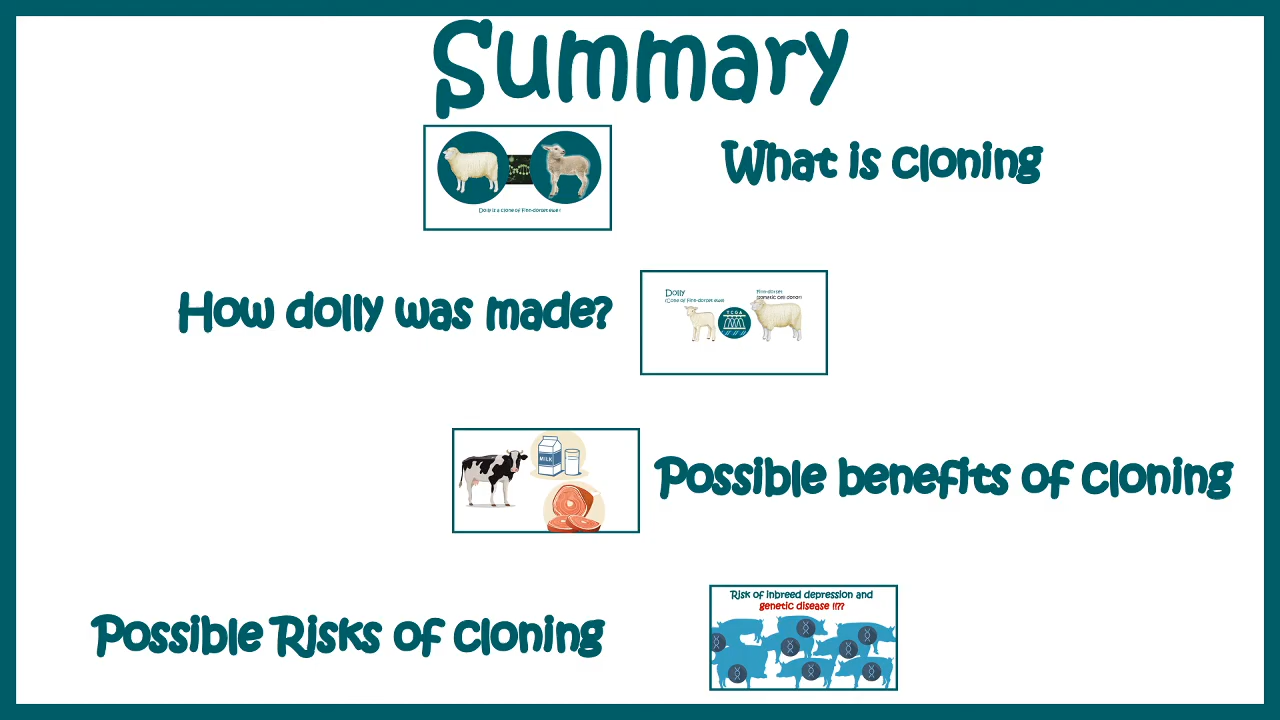 Summary
What is cloning
Dolly is a clone of Finn-dorset ewe!
How dolly was made?
Dolly
Clone of Finn-dorset ewe
Finn-dorset
somatic cell donor
MILK
Possible benefits of cloning
Risk of inbreed depression and
genetic disease !!??
Possible Risks of cloning